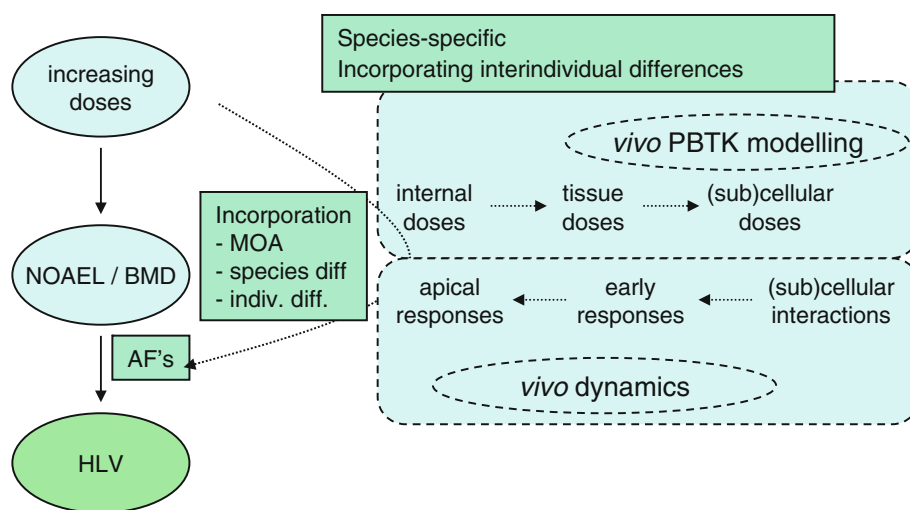 increasing
doses
NOAEL / BMD
AF's
HLV
Incorporation
- MOA
- species diff
- indiv. diff.
Species-specific
Incorporating interindividual differences
vivo PBTK modelling
internal
doses
tissue
doses
(sub)cellular
doses
apical
responses
early
responses
(sub)cellular
interactions
vivo dynamics